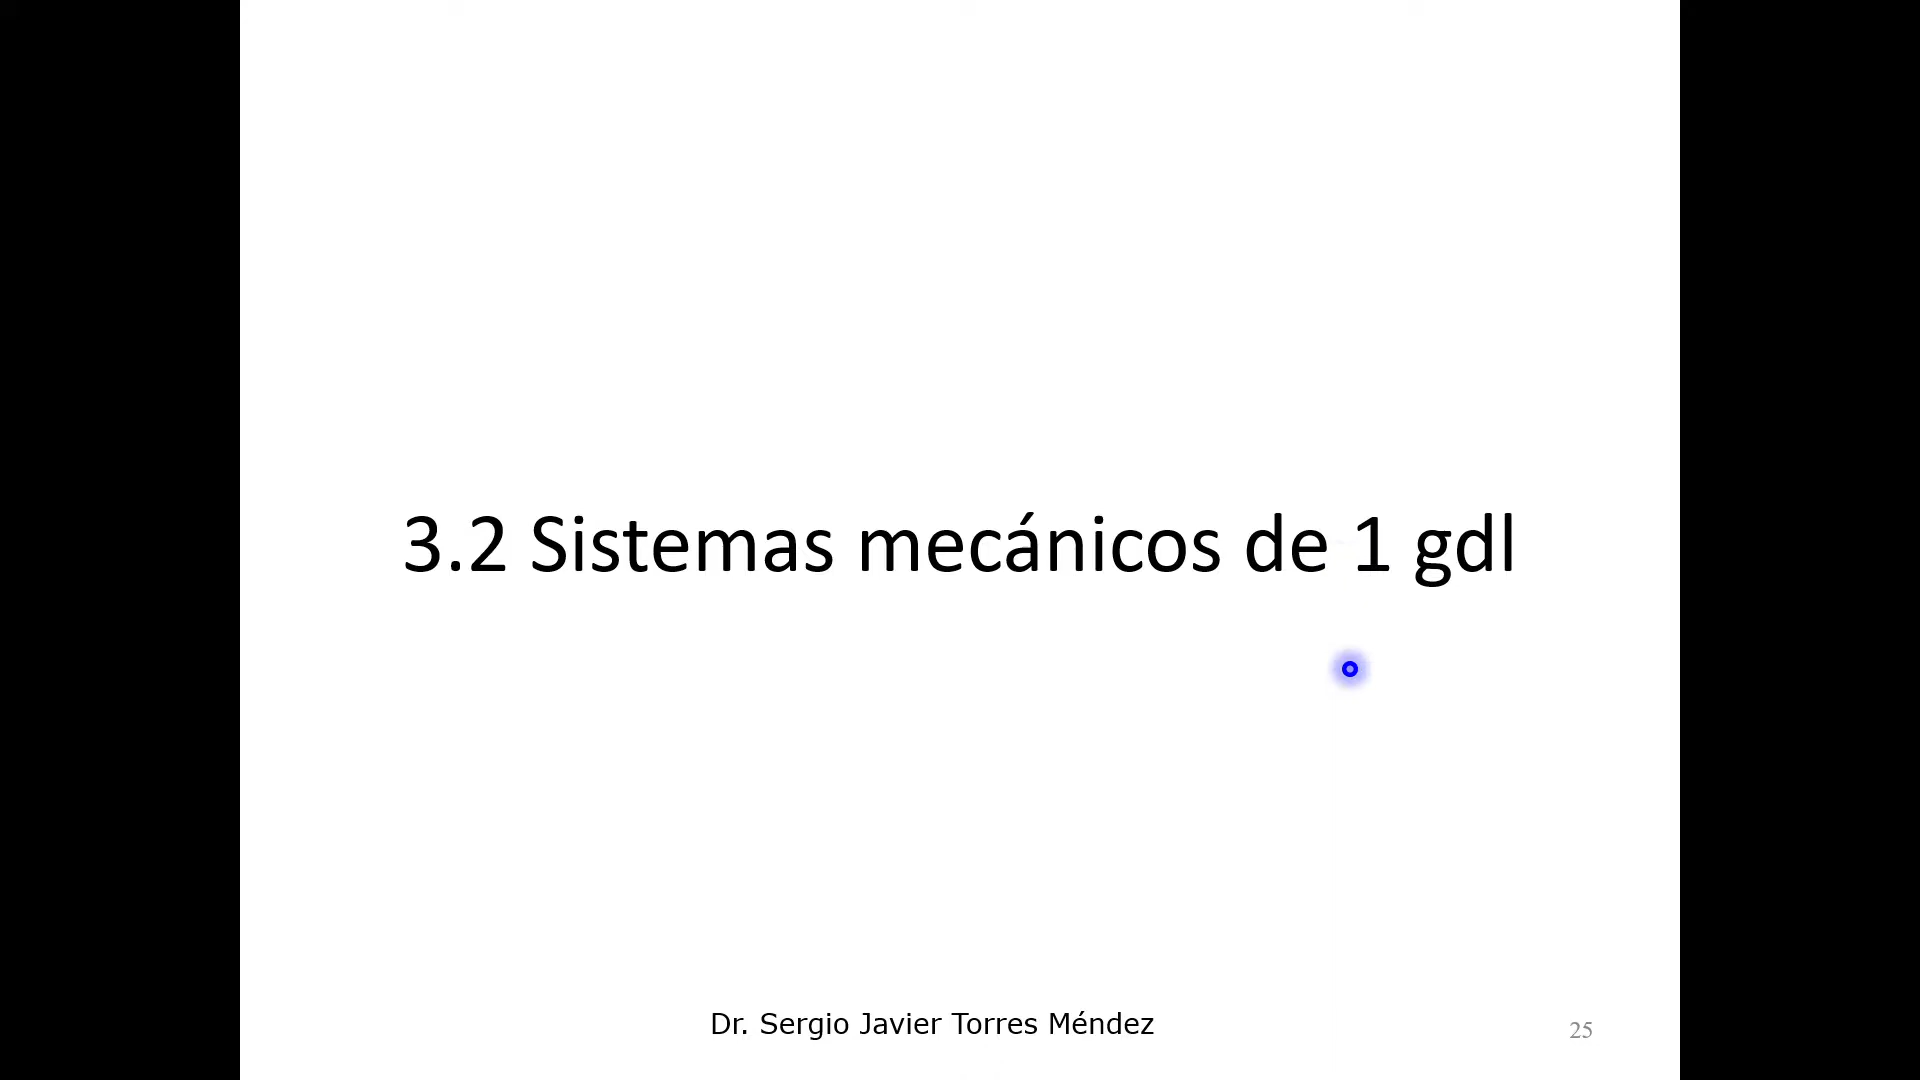 3.2 Sistemas mecánicos de 1 gdl
Dr. Sergio Javier Torres Méndez
25